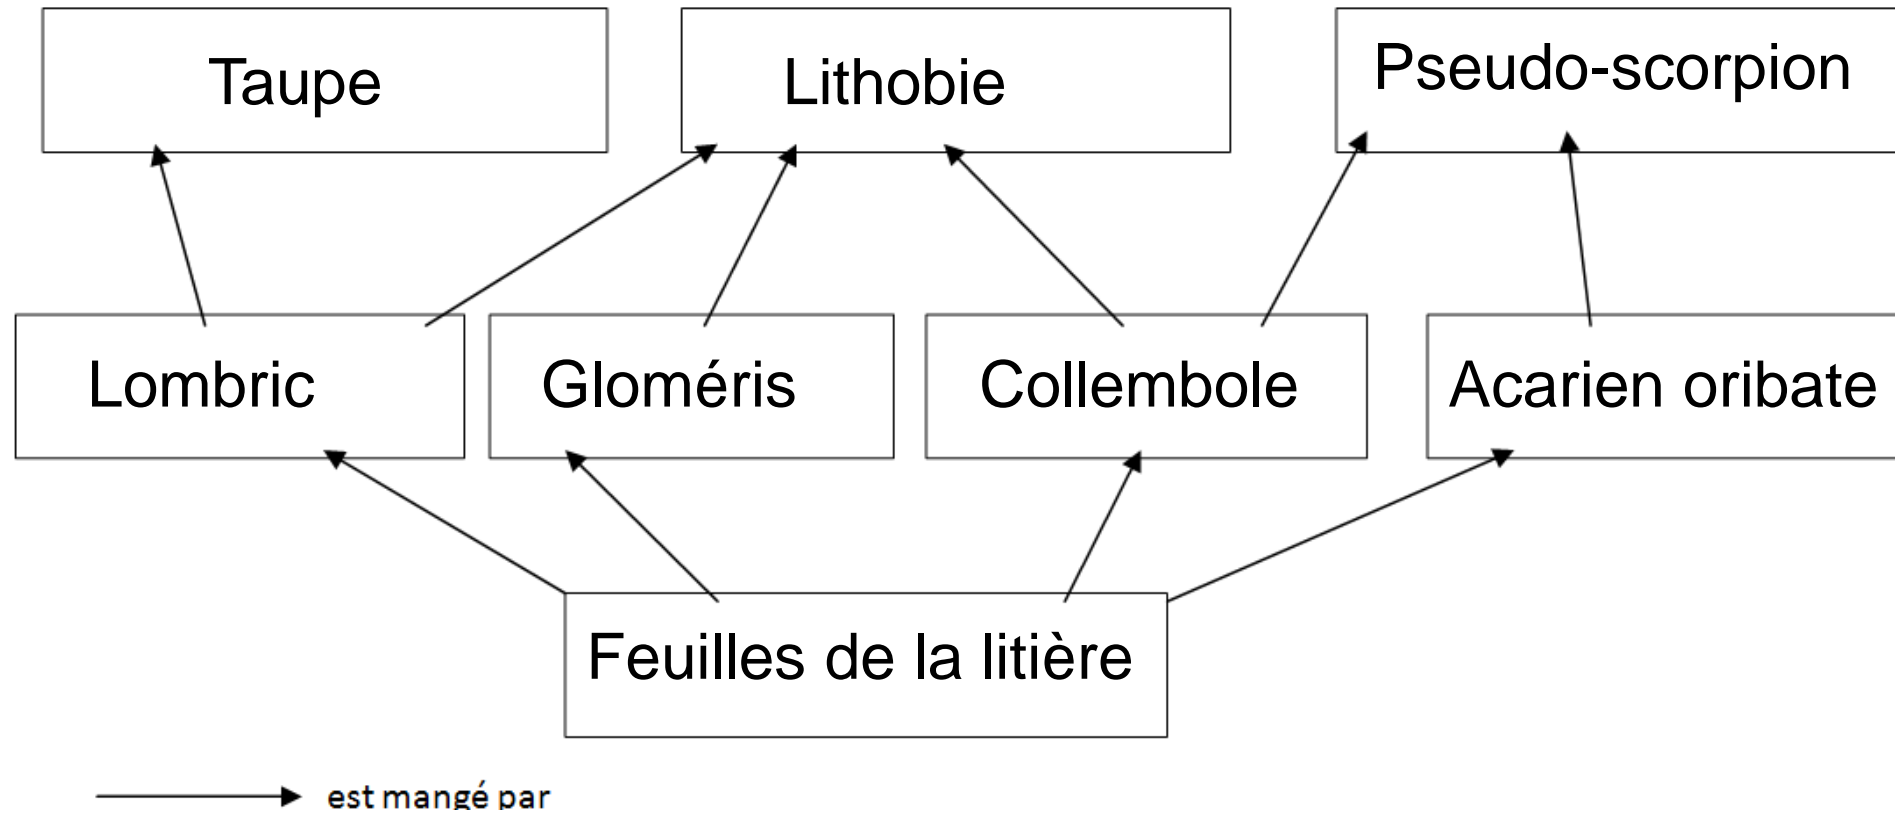 Taupe
Lithobie
Pseudo-scorpion
Lombric
Gloméris
Collembole
Acarien oribate
Feuilles de la litière
est mangé par